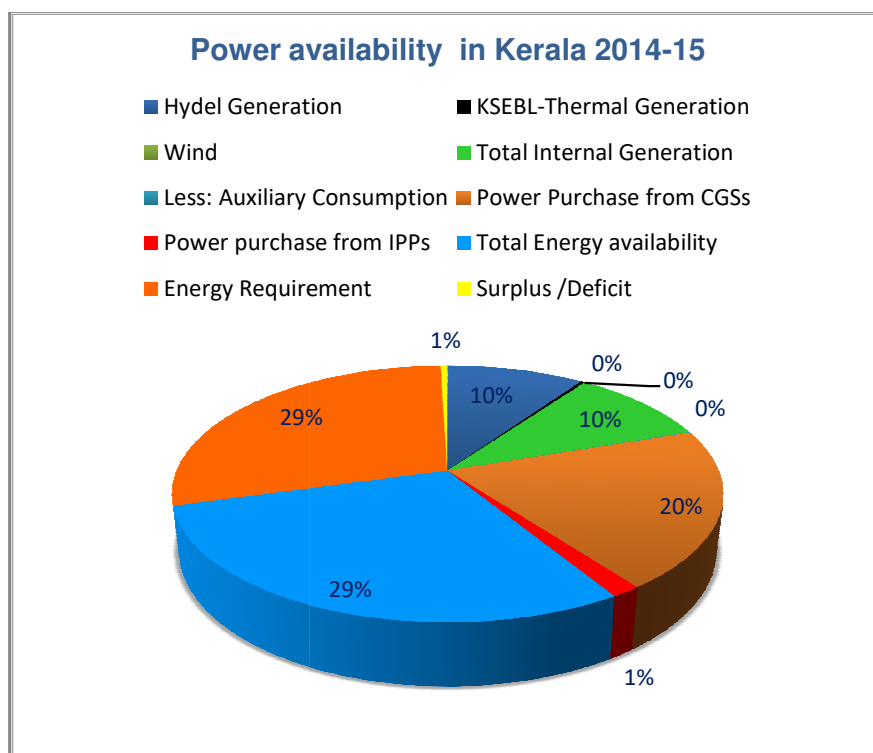 Power availability in Kerala 2014-15
Hydel Generation KSEBL-Thermal Generation
Wind Total Internal Generation
Less: Auxiliary Consumption Power Purchase from CGSs
Power purchase from IPPs Total Energy availability
Energy Requirement Surplus /Deficit
1%
0%
0%
10%
29%
10%
0%
20%
29%
1%